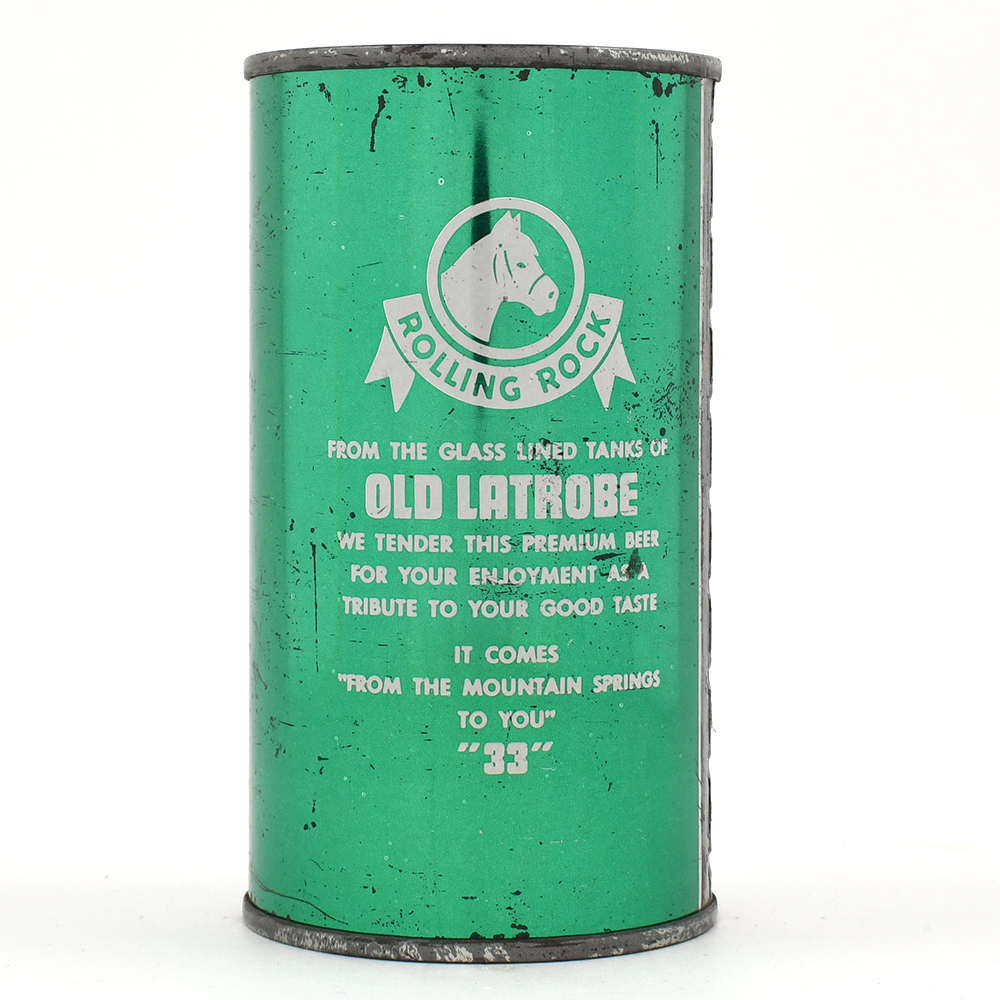 ROLLING ROCK
FROM THE GLASS LINED TANKS OF
OLD LATROBE
WE TENDER THIS PREMIUM BEER
FOR YOUR ENJOYMENT AS A
TRIBUTE TO YOUR GOOD TASTE
IT COMES
"FROM THE MOUNTAIN SPRINGS
TO YOU"
"33"